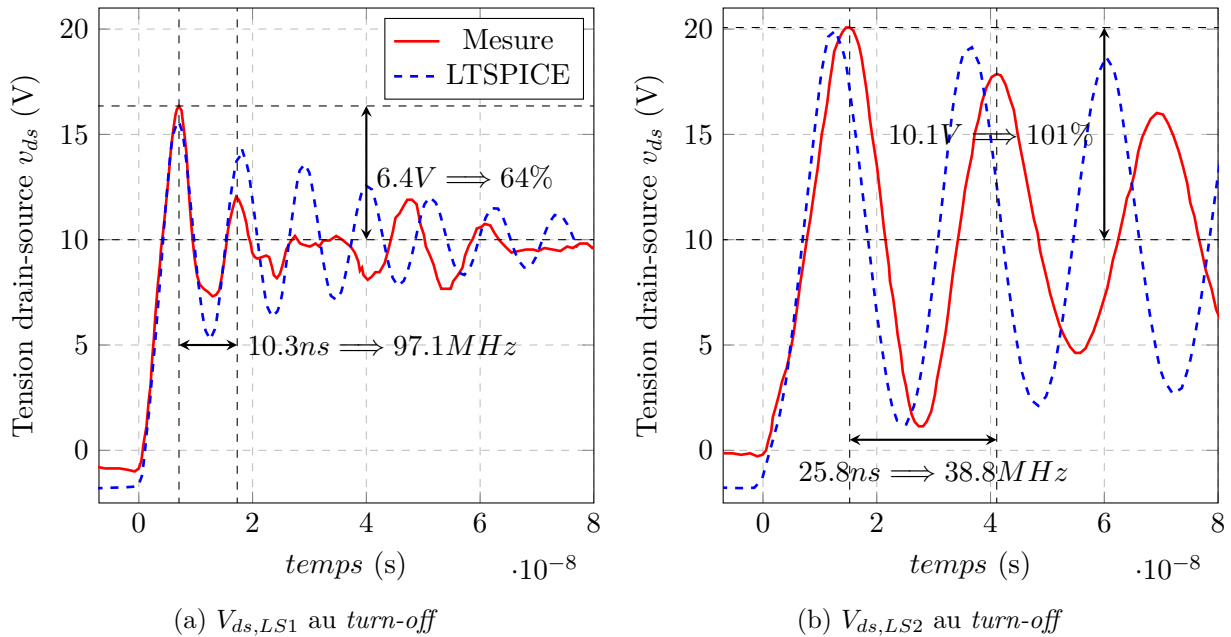 Mesure
LTSPICE
20
15
10
5
0
Tension drain-source v_ds (V)
6.4V ⟹ 64%
10.3ns ⟹ 97.1MHz
0 2 4 6 8
temps (s)
·10⁻⁸
(a) V_ds,LS1 au turn-off
20
15
10
5
0
Tension drain-source v_ds (V)
10.1V ⟹ 101%
25.8ns ⟹ 38.8MHz
0 2 4 6 8
temps (s)
·10⁻⁸
(b) V_ds,LS2 au turn-off